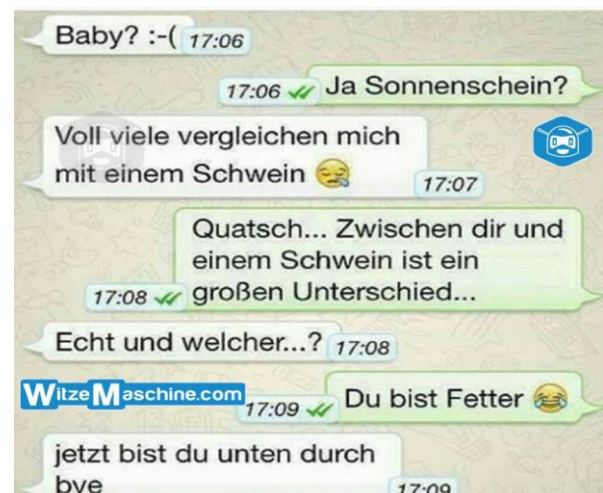 Baby? :-( 17:06
17:06 Ja Sonnenschein?
Voll viele vergleichen mich
mit einem Schwein 17:07
Quatsch... Zwischen dir und
einem Schwein ist ein
17:08 großen Unterschied...
Echt und welcher...? 17:08
WitzeMaschine.com
17:09 Du bist Fetter
jetzt bist du unten durch
bye 17:09